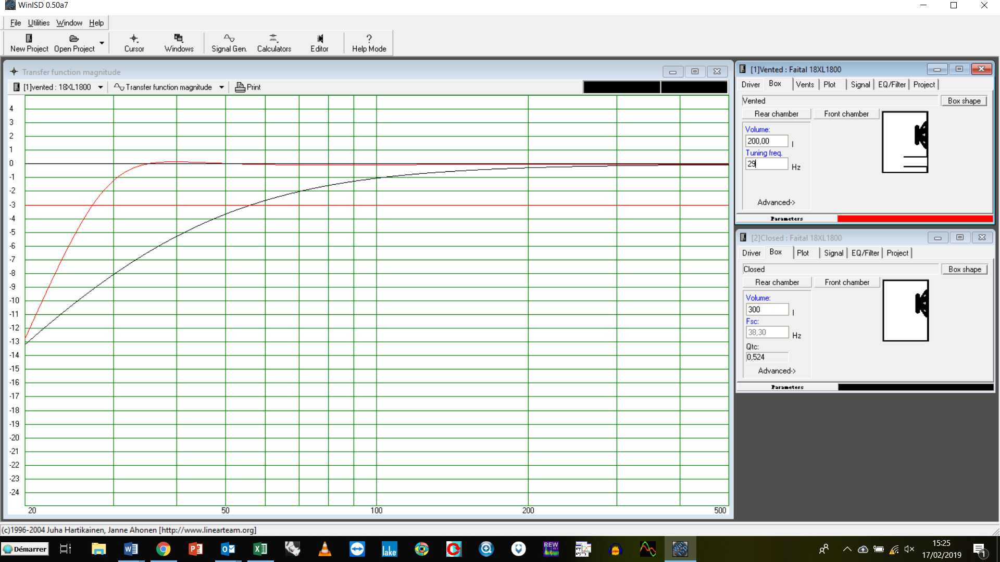 WinISD 0.50a7
File Utilities Window Help
New Project Open Project Cursor Windows Signal Gen. Calculators Editor Help Mode
Transfer function magnitude
[1]vented : 18XL1800 Transfer function magnitude Print
4
3
2
1
0
-1
-2
-3
-4
-5
-6
-7
-8
-9
-10
-11
-12
-13
-14
-15
-16
-17
-18
-19
-20
-21
-22
-23
-24
20 50 100 200 500
[1]Vented : Faital 18XL1800
Driver Box Vents Plot Signal EQ/Filter Project
Vented Box shape
Rear chamber Front chamber
Volume:
200,00 l
Tuning freq.
29 Hz
Advanced->
Parameters
[2]Closed : Faital 18XL1800
Driver Box Plot Signal EQ/Filter Project
Closed Box shape
Rear chamber Front chamber
Volume:
300 l
Fsc:
38,30 Hz
Qtc:
0,524
Advanced->
Parameters
(c)1996-2004 Juha Hartikainen, Janne Ahonen [http://www.linearteam.org]
Démarrer
lake
REW
15:25
17/02/2019
1